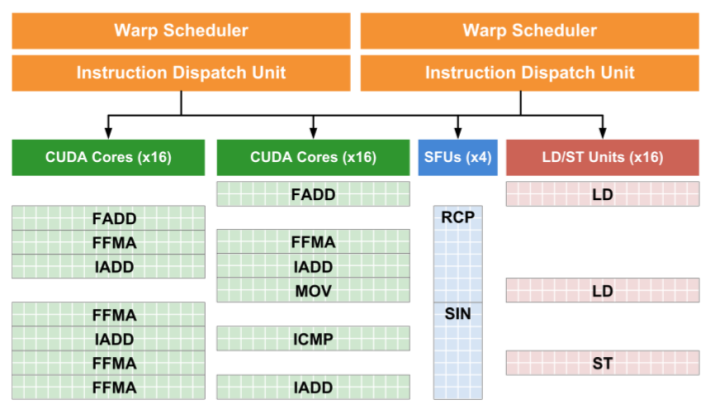 Warp Scheduler Warp Scheduler
Instruction Dispatch Unit Instruction Dispatch Unit
CUDA Cores (x16) CUDA Cores (x16) SFUs (x4) LD/ST Units (x16)
FADD LD
FADD RCP
FFMA FFMA
IADD IADD
MOV LD
FFMA SIN
IADD ICMP
FFMA ST
FFMA IADD